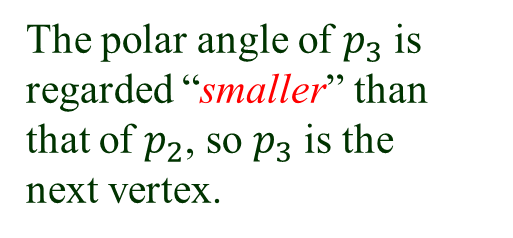 The polar angle of p₃ is
regarded “smaller” than
that of p₂, so p₃ is the
next vertex.